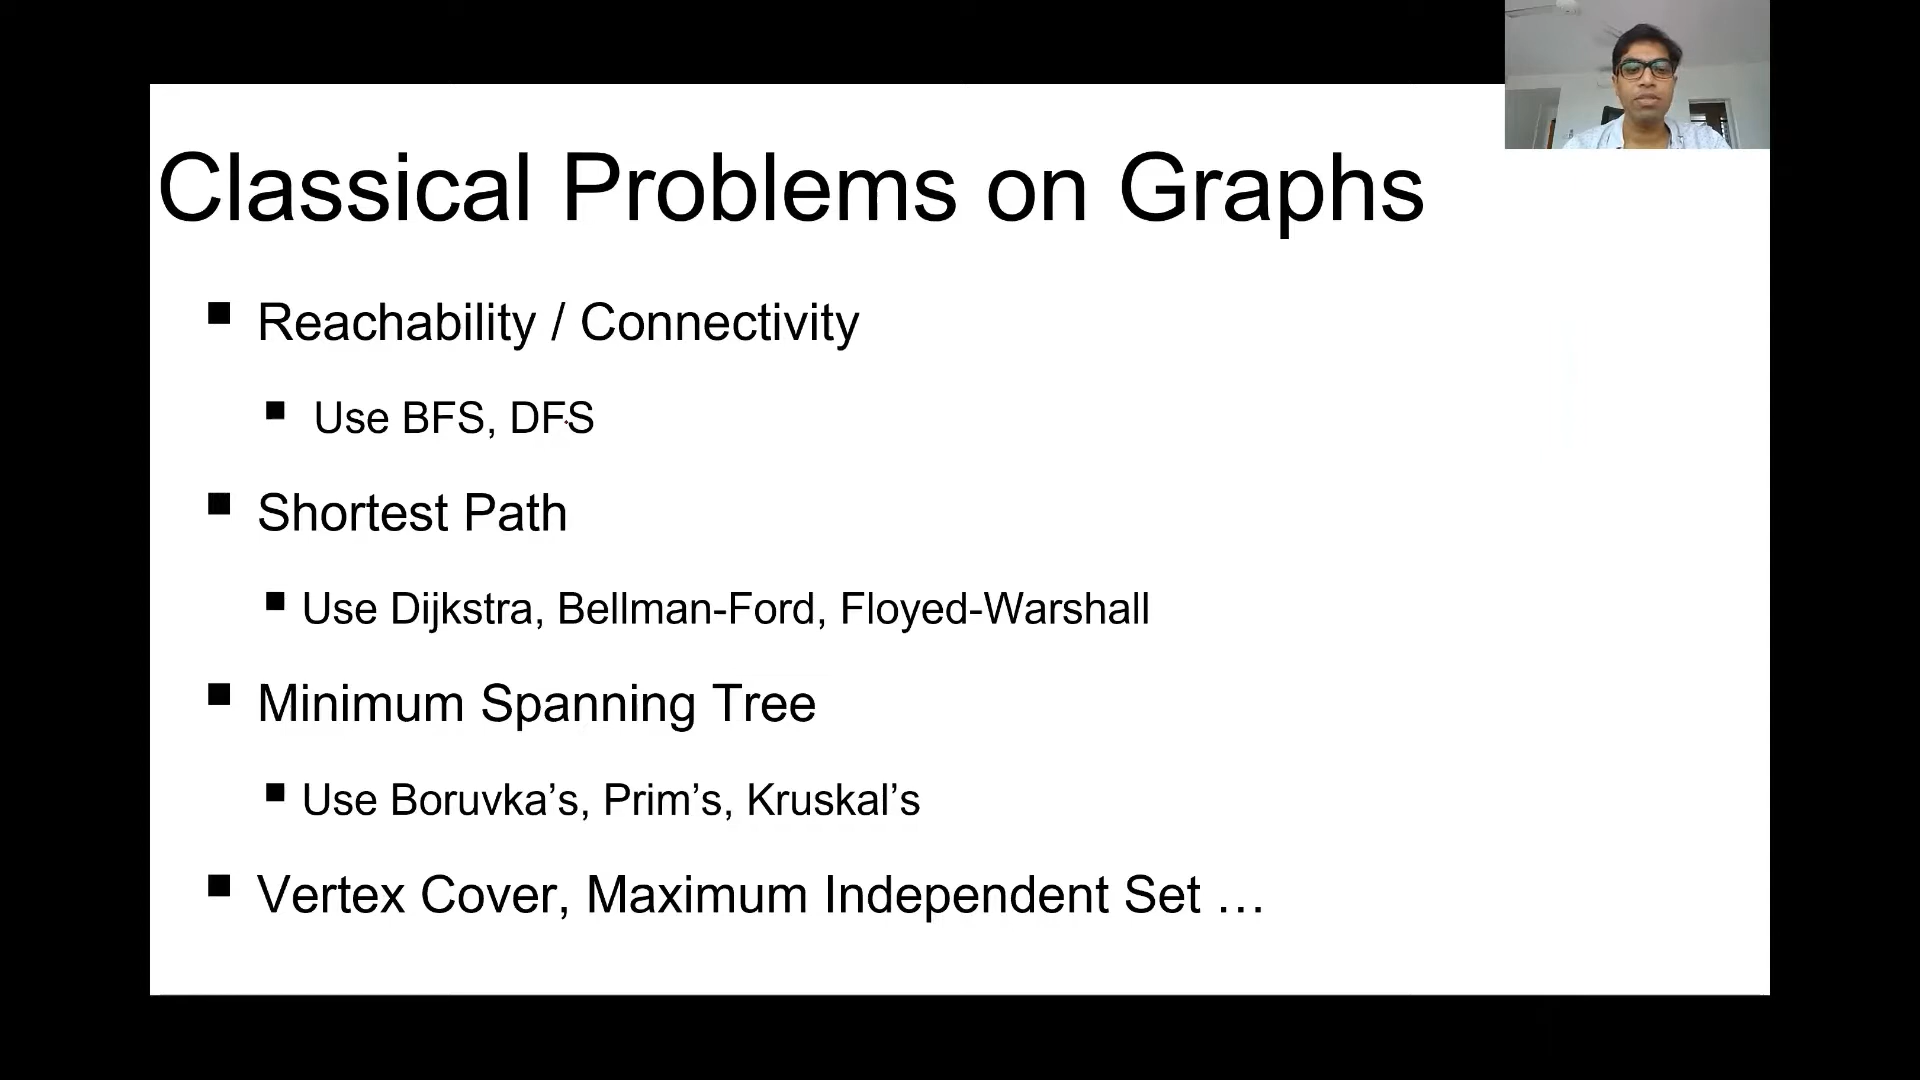 Classical Problems on Graphs
Reachability / Connectivity
Use BFS, DFS
Shortest Path
Use Dijkstra, Bellman-Ford, Floyed-Warshall
Minimum Spanning Tree
Use Boruvka’s, Prim’s, Kruskal’s
Vertex Cover, Maximum Independent Set …